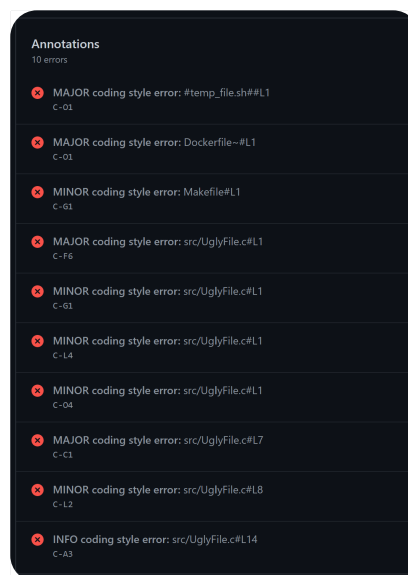 Annotations
10 errors
MAJOR coding style error: #temp_file.sh##L1
C-O1
MAJOR coding style error: Dockerfile~#L1
C-O1
MINOR coding style error: Makefile#L1
C-G1
MAJOR coding style error: src/UglyFile.c#L1
C-F6
MINOR coding style error: src/UglyFile.c#L1
C-G1
MINOR coding style error: src/UglyFile.c#L1
C-L4
MINOR coding style error: src/UglyFile.c#L1
C-O4
MAJOR coding style error: src/UglyFile.c#L7
C-C1
MINOR coding style error: src/UglyFile.c#L8
C-L2
INFO coding style error: src/UglyFile.c#L14
C-A3